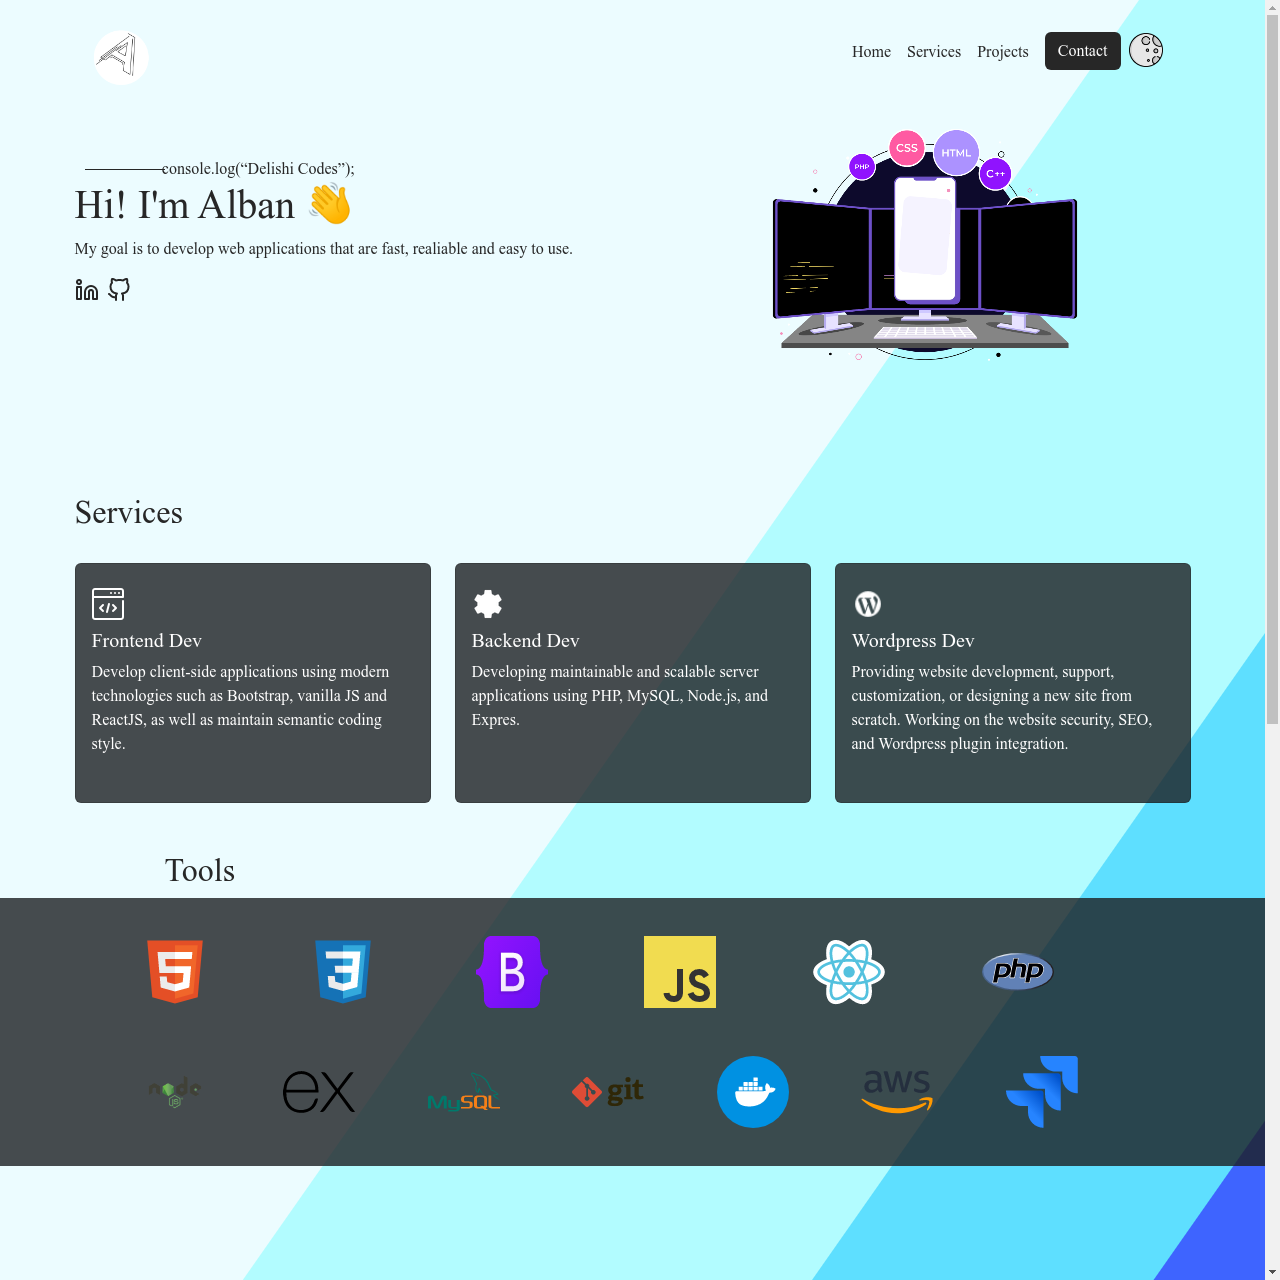 Home Services Projects Contact
console.log(“Delishi Codes”);
Hi! I'm Alban 👋
My goal is to develop web applications that are fast, realiable and easy to use.
PHP CSS HTML C++
Services
Frontend Dev
Develop client-side applications using modern
technologies such as Bootstrap, vanilla JS and
ReactJS, as well as maintain semantic coding
style.
Backend Dev
Developing maintainable and scalable server
applications using PHP, MySQL, Node.js, and
Expres.
Wordpress Dev
Providing website development, support,
customization, or designing a new site from
scratch. Working on the website security, SEO,
and Wordpress plugin integration.
Tools
5 3 B JS php
node JS ex MySQL git aws